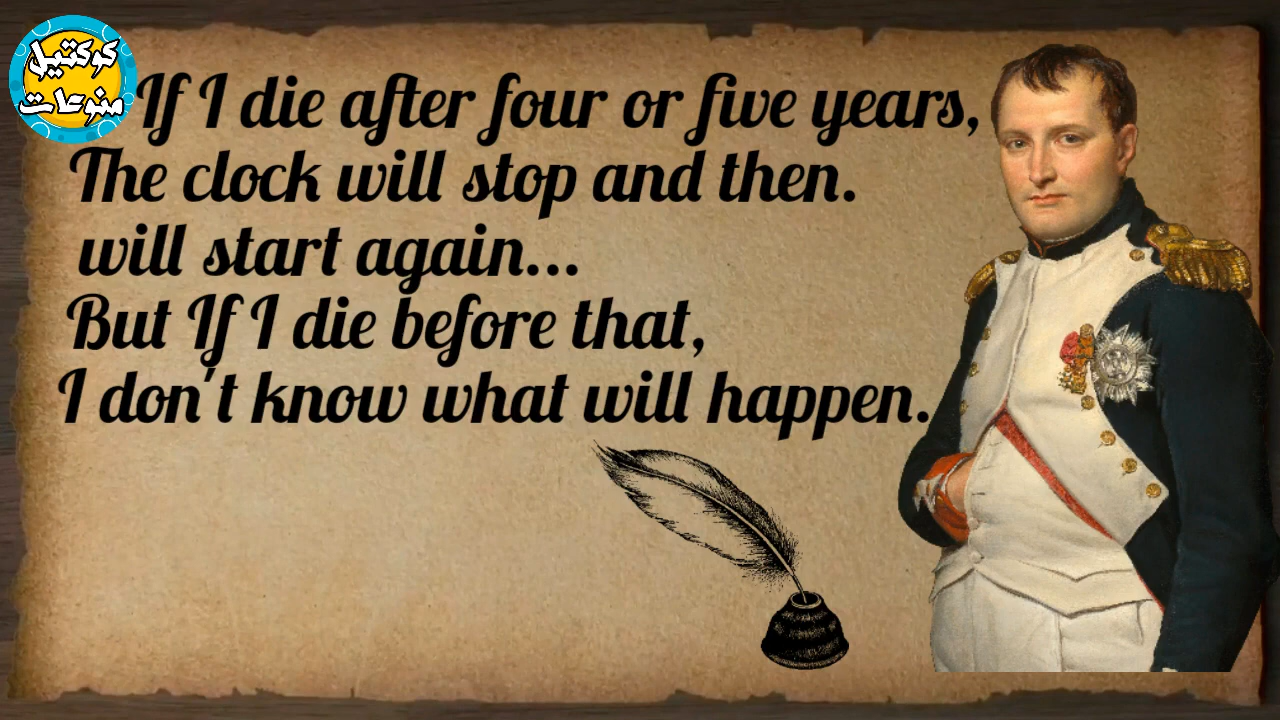 كوكتيل
منوعات
If I die after four or five years,
The clock will stop and then.
will start again...
But If I die before that,
I don't know what will happen.